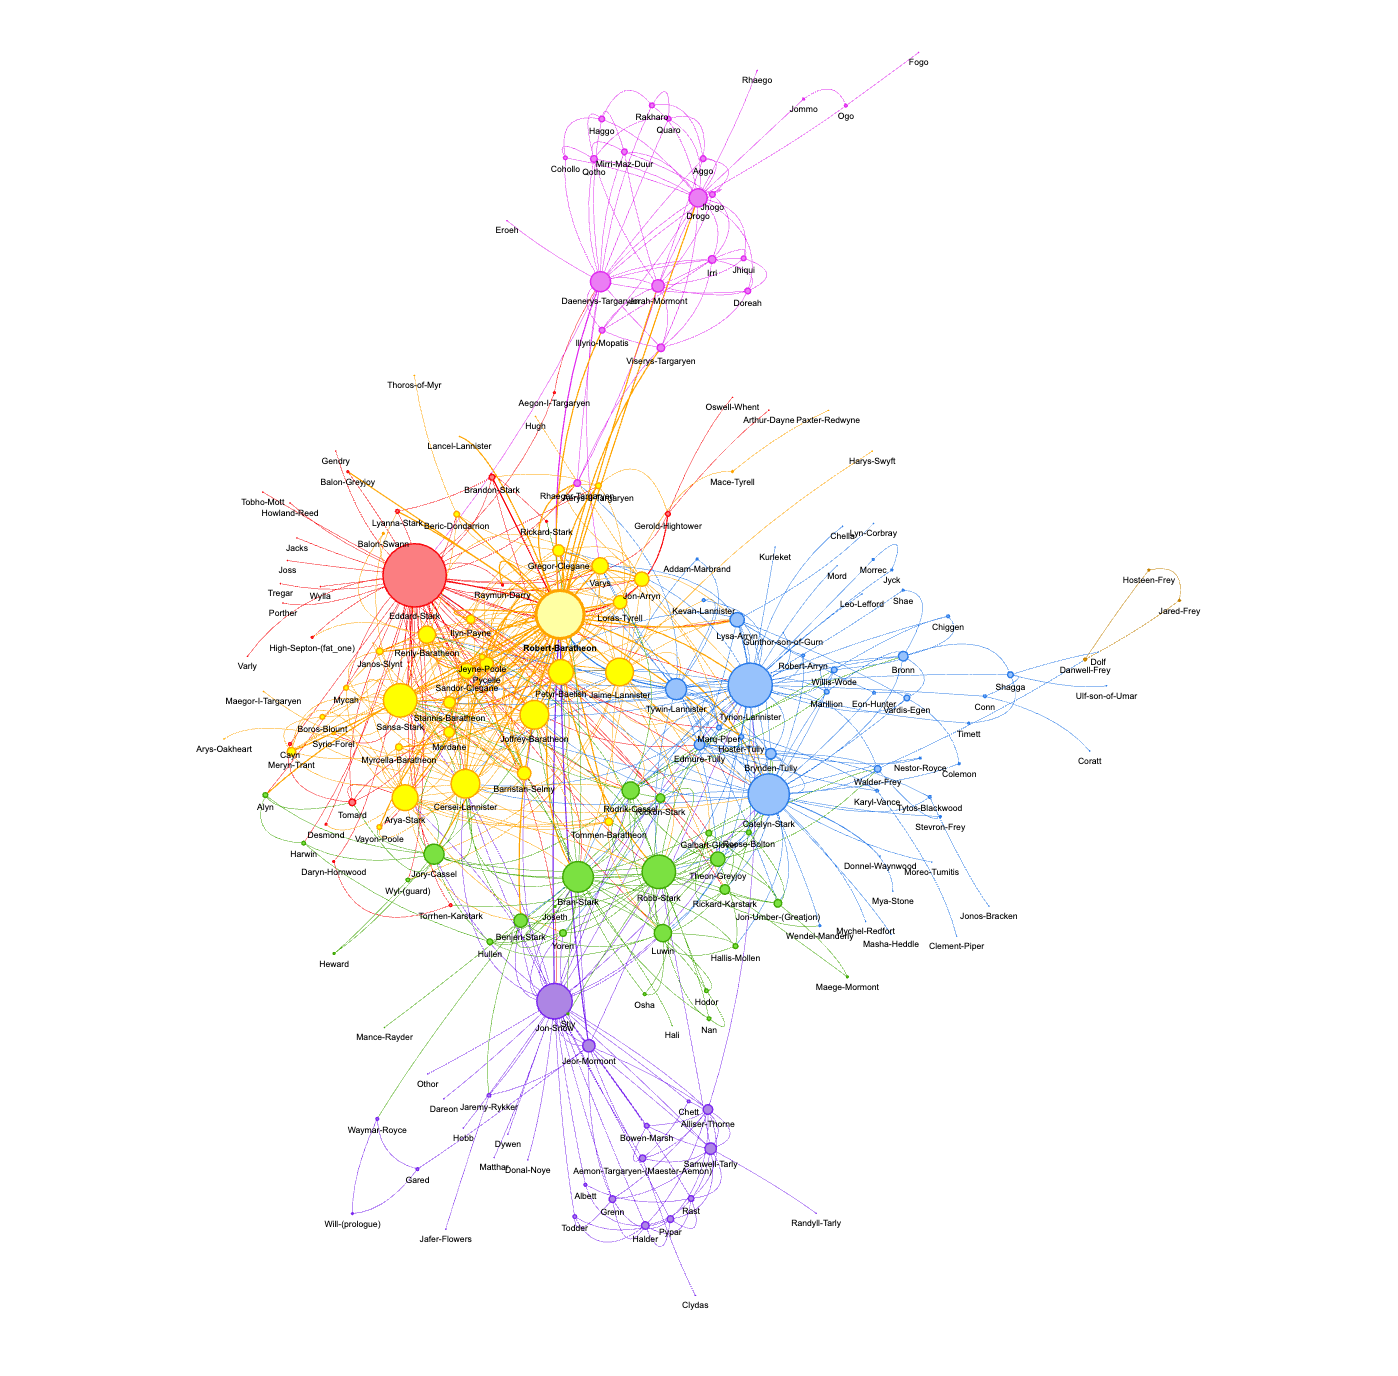 Fogo
Rhaego
Jommo
Ogo
Rakharo
Haggo
Quaro
Mirri-Maz-Duur
Cohollo
Qotho
Aggo
Jhogo
Drogo
Eroeh
Irri
Jhiqui
Daenerys-Targaryen
Jorah-Mormont
Doreah
Illyrio-Mopatis
Viserys-Targaryen
Thoros-of-Myr
Aegon-I-Targaryen
Oswell-Whent
Arthur-Dayne
Paxter-Redwyne
Hugh
Lancel-Lannister
Gendry
Harys-Swyft
Balon-Greyjoy
Mace-Tyrell
Brandon-Stark
Rhaegar-Targaryen
Aerys-II-Targaryen
Tobho-Mott
Howland-Reed
Lyanna-Stark
Beric-Dondarrion
Gerold-Hightower
Rickard-Stark
Chella
Lyn-Corbray
Balon-Swann
Jacks
Kurleket
Gregor-Clegane
Addam-Marbrand
Morrec
Joss
Mord
Jyck
Hosteen-Frey
Varys
Tregar
Wylla
Raymun-Darry
Jon-Arryn
Shae
Leo-Lefford
Porther
Kevan-Lannister
Jared-Frey
Eddard-Stark
Loras-Tyrell
Chiggen
Ilyn-Payne
Lysa-Arryn
Gunthor-son-of-Gurn
High-Septon-(fat_one)
Robert-Baratheon
Renly-Baratheon
Janos-Slynt
Varly
Jeyne-Poole
Robert-Arryn
Bronn
Dolf
Danwell-Frey
Pycelle
Sandor-Clegane
Petyr-Baelish
Jaime-Lannister
Willis-Wode
Shagga
Ulf-son-of-Umar
Maegor-I-Targaryen
Mycah
Marillion
Eon-Hunter
Conn
Tywin-Lannister
Vardis-Egen
Tyrion-Lannister
Stannis-Baratheon
Sansa-Stark
Boros-Blount
Timett
Joffrey-Baratheon
Marq-Piper
Syrio-Forel
Mordane
Arys-Oakheart
Hoster-Tully
Cayn
Myrcella-Baratheon
Edmure-Tully
Nestor-Royce
Coratt
Meryn-Trant
Brynden-Tully
Colemon
Barristan-Selmy
Walder-Frey
Alyn
Cersei-Lannister
Karyl-Vance
Tomard
Rodrik-Cassel
Rickon-Stark
Tytos-Blackwood
Arya-Stark
Catelyn-Stark
Stevron-Frey
Desmond
Tommen-Baratheon
Vayon-Poole
Galbart-Glover
Roose-Bolton
Harwin
Daryn-Hornwood
Jory-Cassel
Donnel-Waynwood
Moreo-Tumitis
Theon-Greyjoy
Wyl-(guard)
Bran-Stark
Robb-Stark
Mya-Stone
Rickard-Karstark
Torrhen-Karstark
Joseth
Jon-Umber-(Greatjon)
Jonos-Bracken
Benjen-Stark
Mychel-Redfort
Wendel-Manderly
Yoren
Masha-Heddle
Clement-Piper
Hullen
Luwin
Hallis-Mollen
Heward
Maege-Mormont
Hodor
Osha
Jon-Snow
Nan
Mance-Rayder
Hali
Jeor-Mormont
Othor
Dareon
Jaremy-Rykker
Chett
Alliser-Thorne
Waymar-Royce
Hebb
Bowen-Marsh
Dywen
Matthar
Donal-Noye
Samwell-Tarly
Aemon-Targaryen-(Maester-Aemon)
Gared
Albett
Grenn
Rast
Will-(prologue)
Todder
Randyll-Tarly
Pypar
Jafer-Flowers
Halder
Clydas